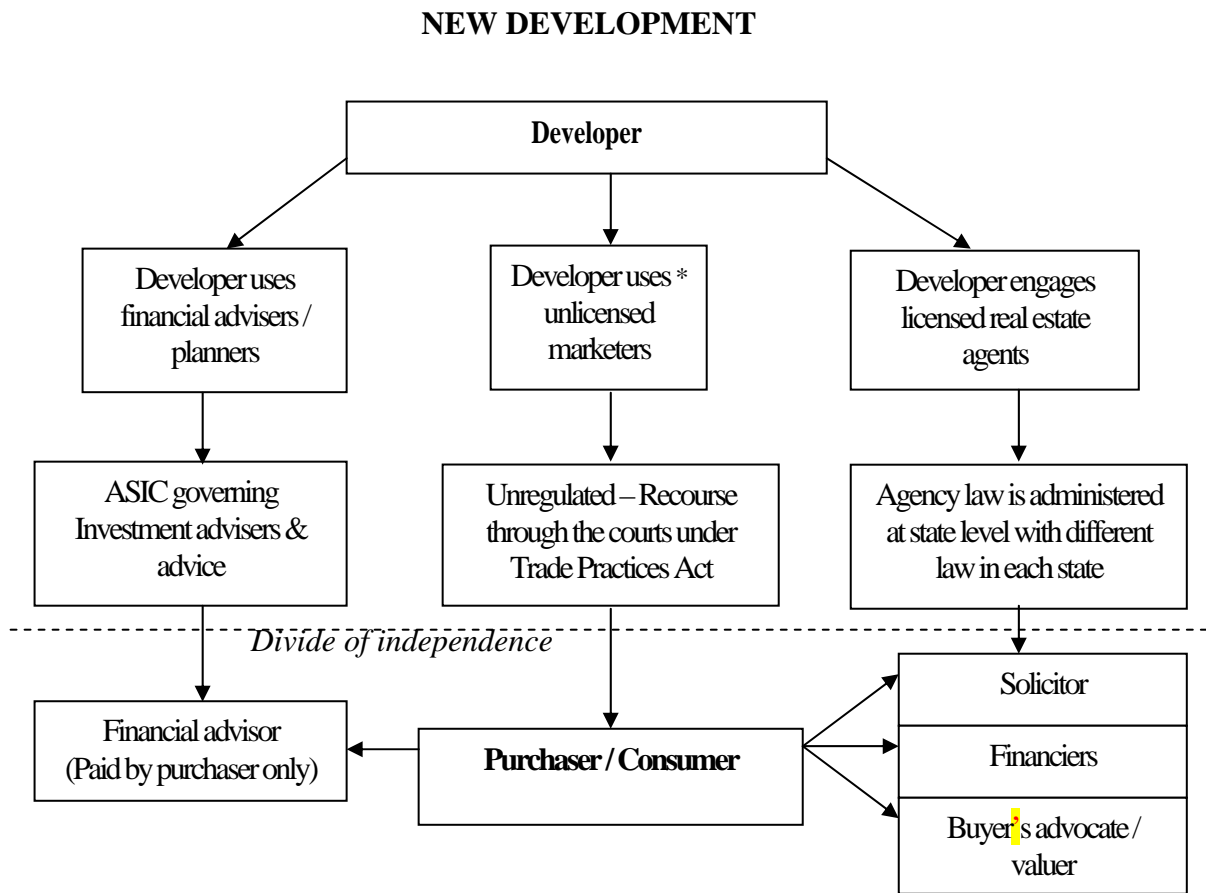 NEW DEVELOPMENT
Developer
Developer uses
financial advisers /
planners
Developer uses *
unlicensed
marketers
Developer engages
licensed real estate
agents
ASIC governing
Investment advisers &
advice
Unregulated – Recourse
through the courts under
Trade Practices Act
Agency law is administered
at state level with different
law in each state
Divide of independence
Financial advisor
(Paid by purchaser only)
Purchaser / Consumer
Solicitor
Financiers
Buyer’s advocate /
valuer